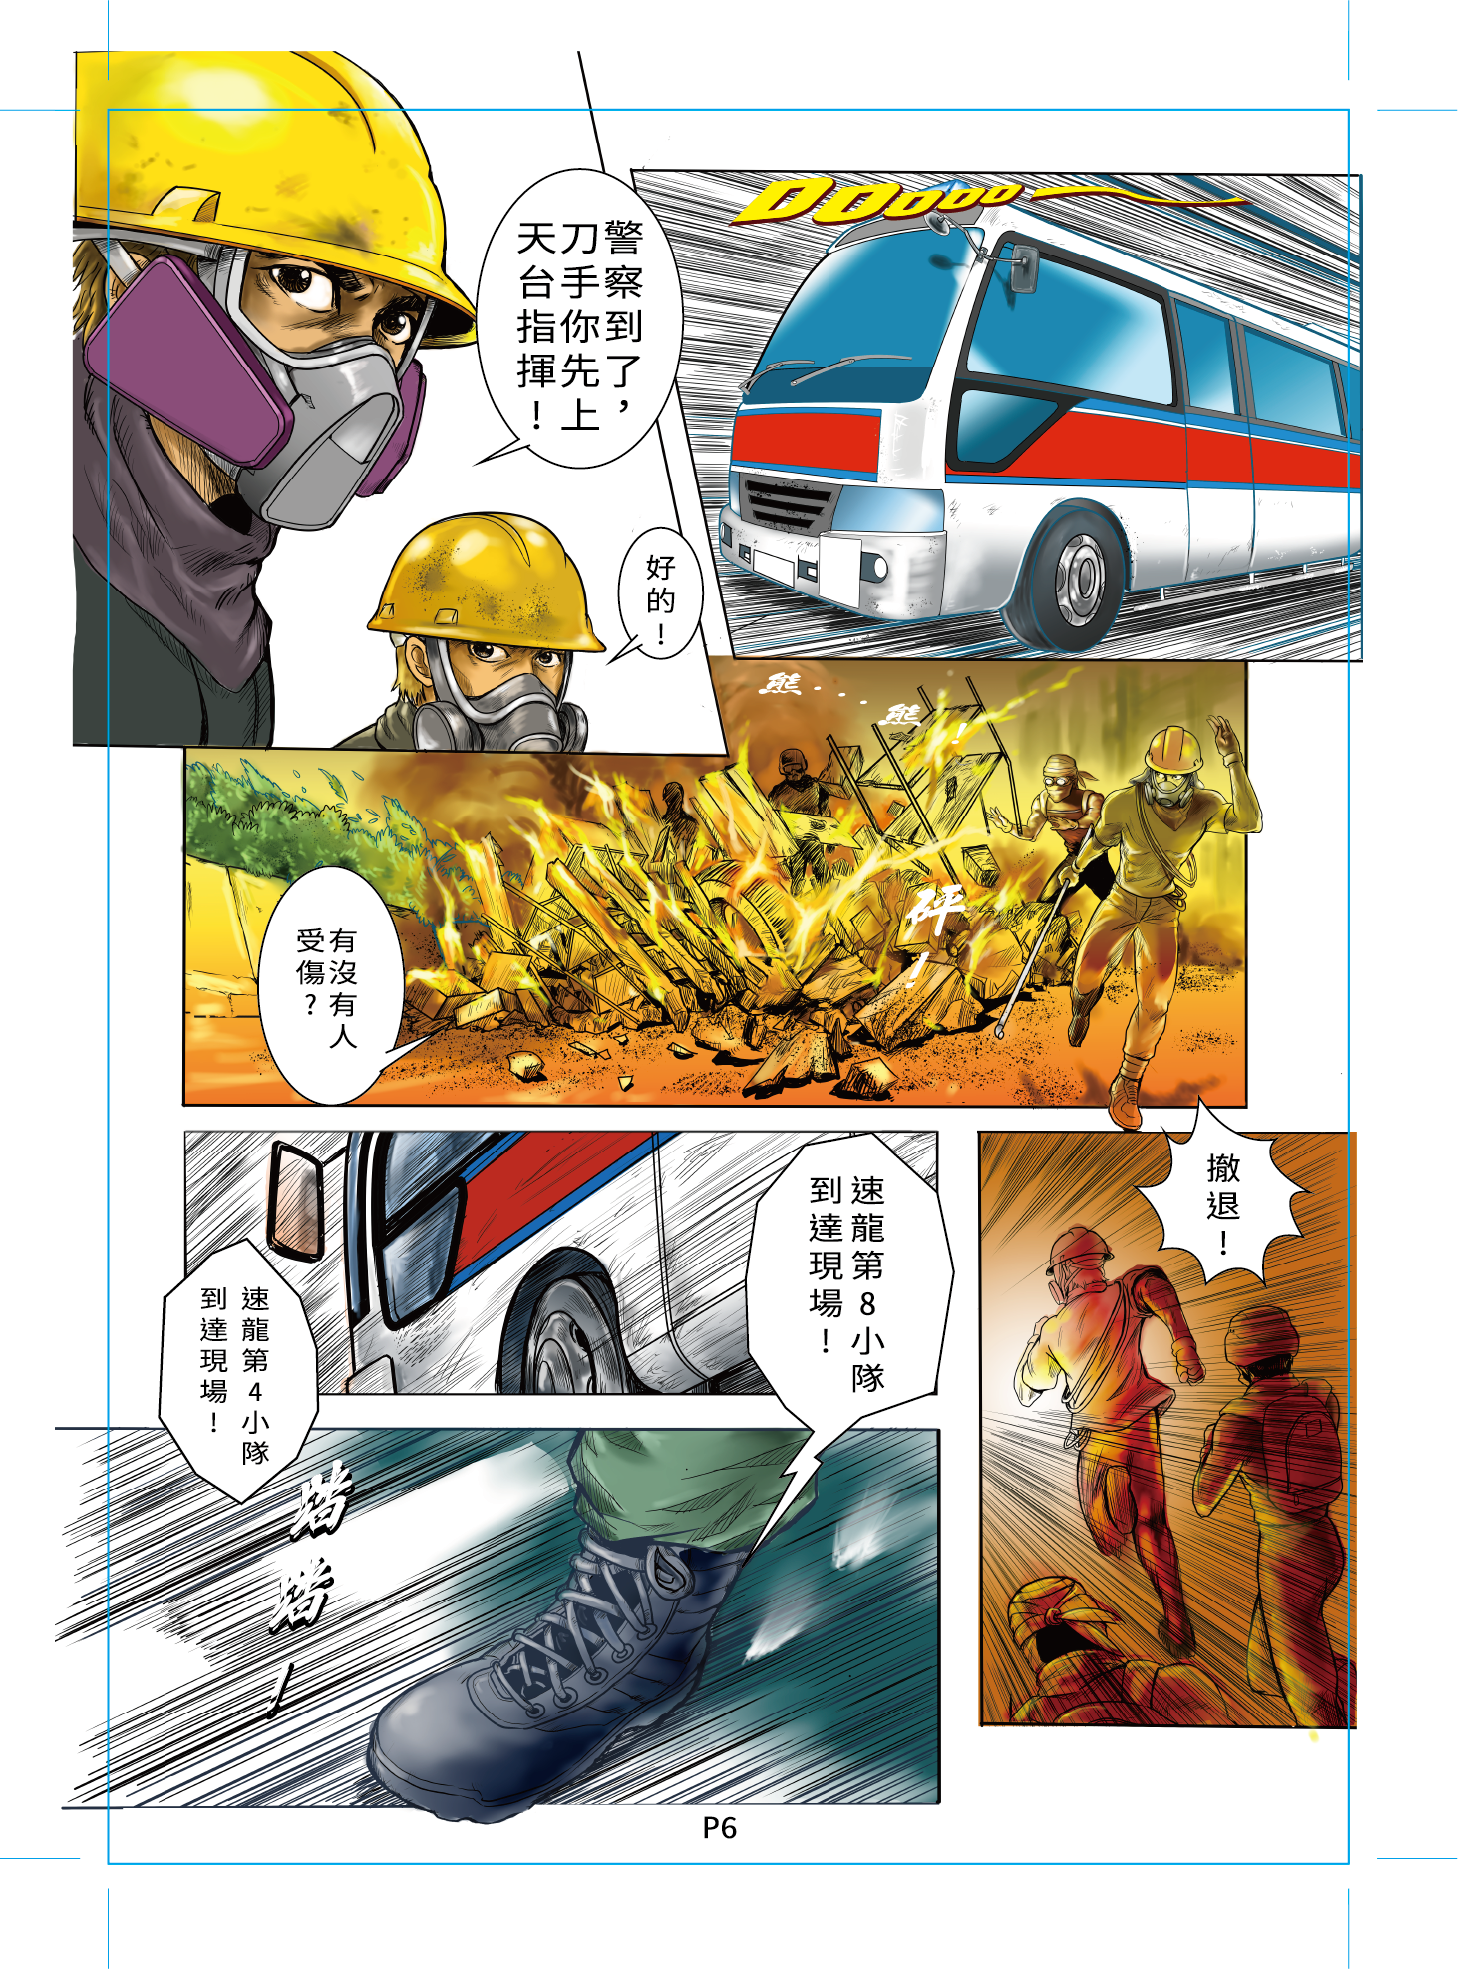 警察到了，
刀手你先上
天台指揮！
DOoooo
好的！
熊．．．熊！
有沒有人
受傷？
砰！
撤退！
速龍第8小隊
到達現場！
速龍第4小隊
到達現場！
踏踏！
P6